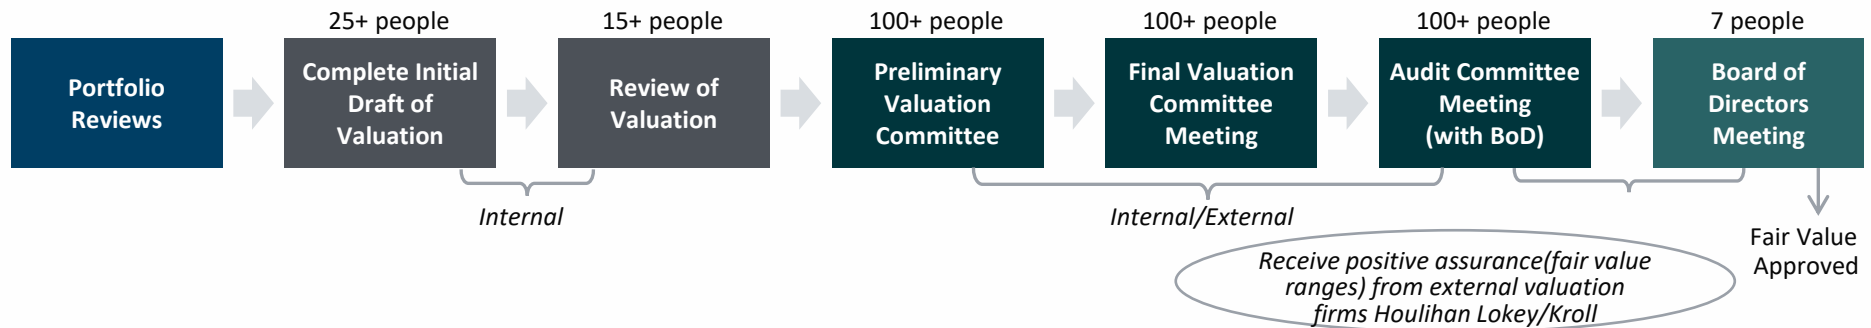 25+ people
15+ people
100+ people
100+ people
100+ people
7 people
Portfolio
Reviews
Complete Initial
Draft of
Valuation
Review of
Valuation
Preliminary
Valuation
Committee
Final Valuation
Committee
Meeting
Audit Committee
Meeting
(with BoD)
Board of
Directors
Meeting
Internal
Internal/External
Receive positive assurance(fair value
ranges) from external valuation
firms Houlihan Lokey/Kroll
Fair Value
Approved